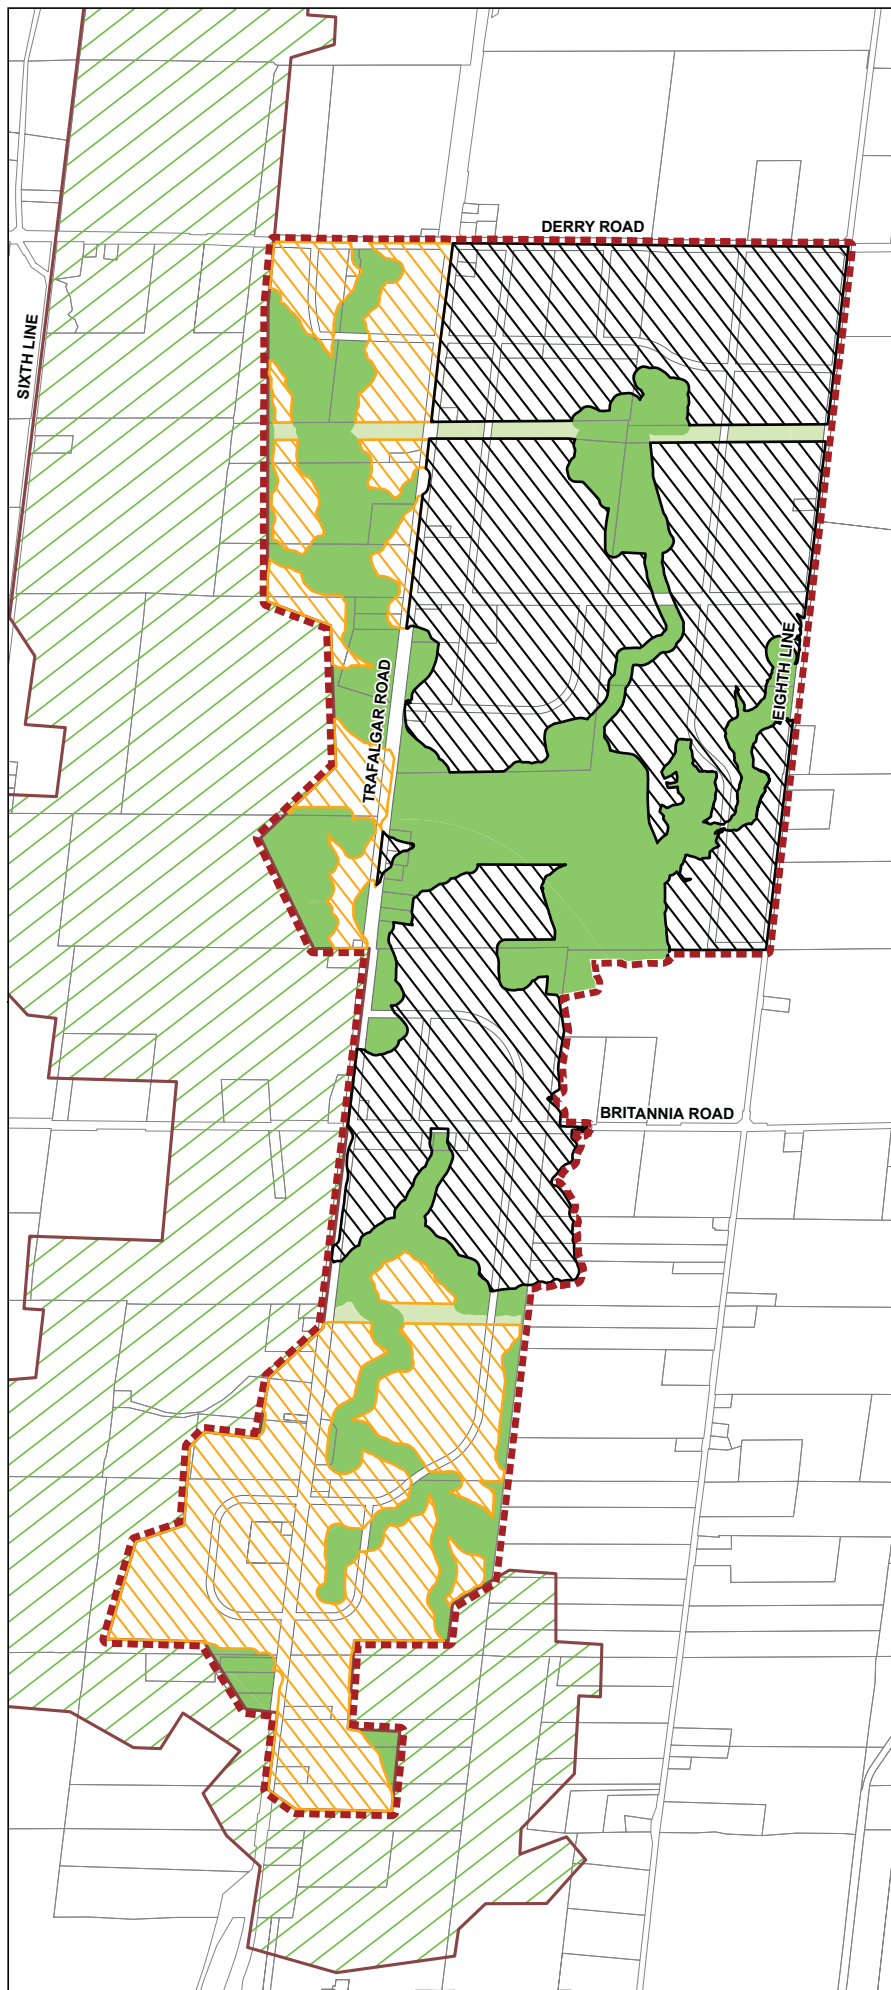 DERRY ROAD
SIXTH LINE
EIGHTH LINE
TRAFALGAR ROAD
BRITANNIA ROAD